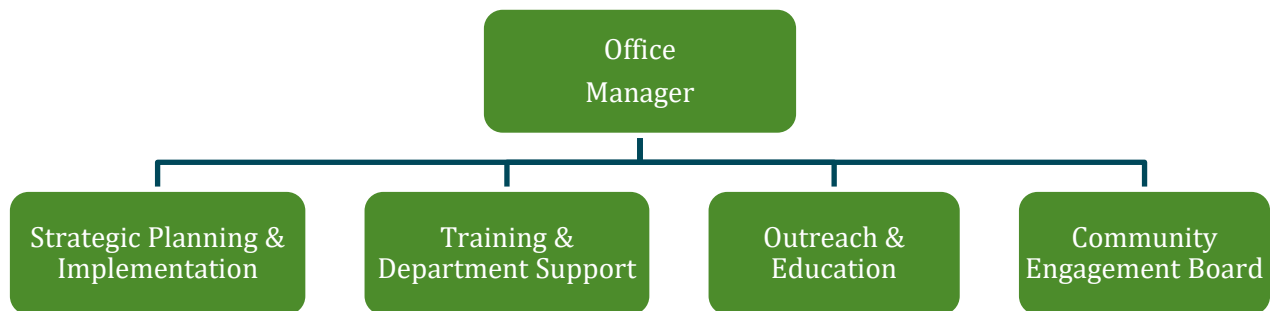 Office
Manager
Strategic Planning &
Implementation
Training &
Department Support
Outreach &
Education
Community
Engagement Board